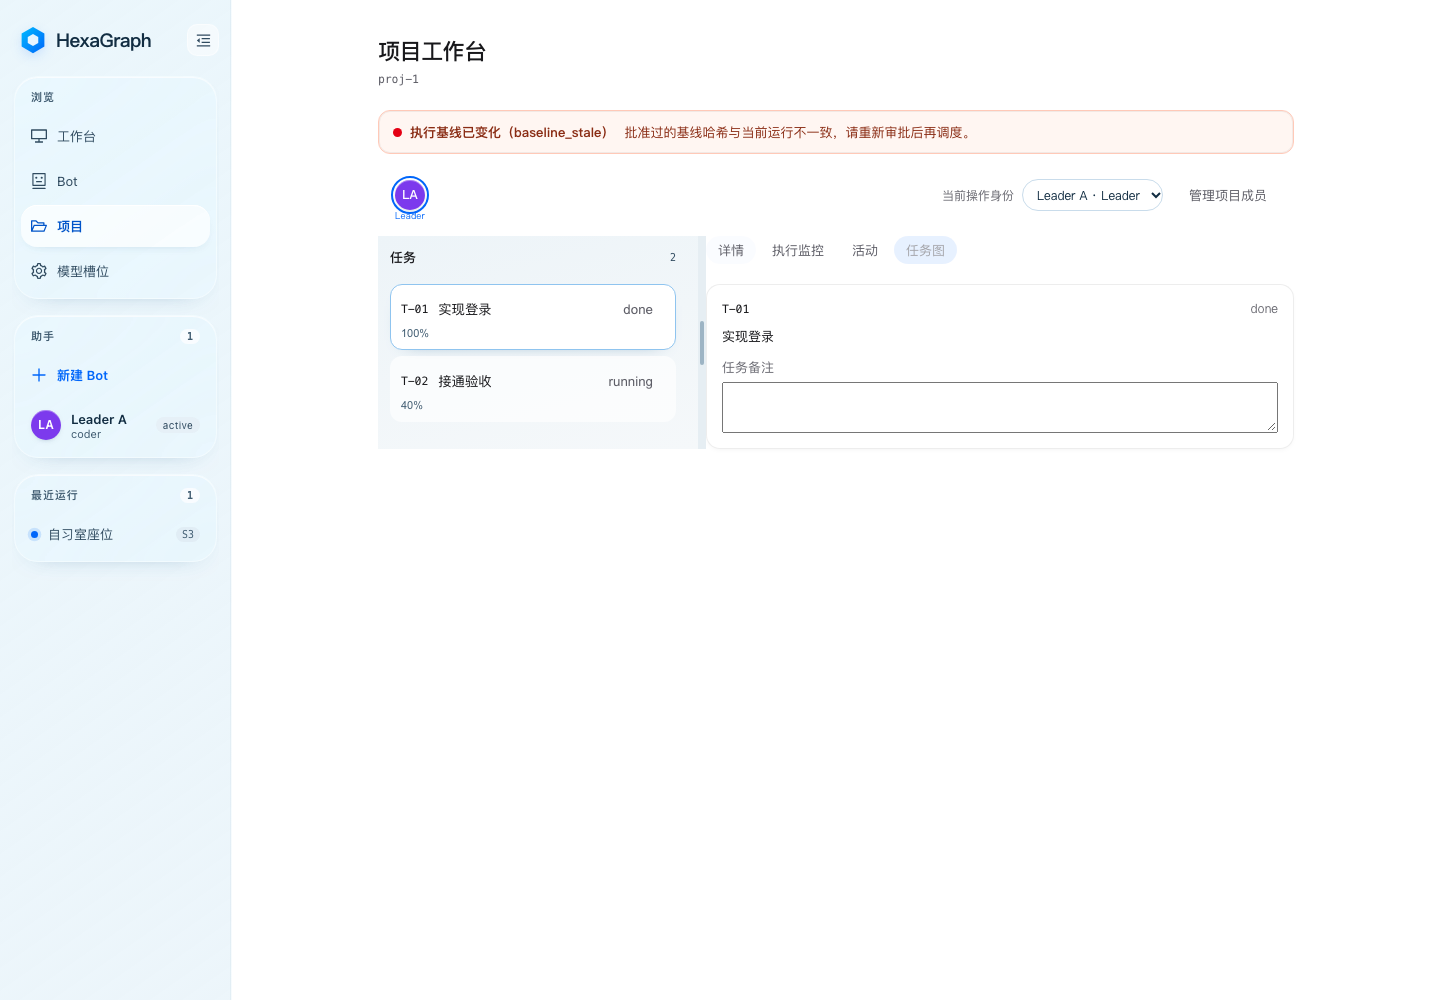 HexaGraph
浏览
工作台
Bot
项目
模型槽位
助手 1
新建 Bot
LA Leader A active
coder
最近运行 1
自习室座位 S3
项目工作台
proj-1
执行基线已变化（baseline_stale） 批准过的基线哈希与当前运行不一致，请重新审批后再调度。
LA
Leader
当前操作身份 Leader A · Leader 管理项目成员
任务 2
T-01 实现登录 done
100%
T-02 接通验收 running
40%
详情 执行监控 活动 任务图
T-01 done
实现登录
任务备注